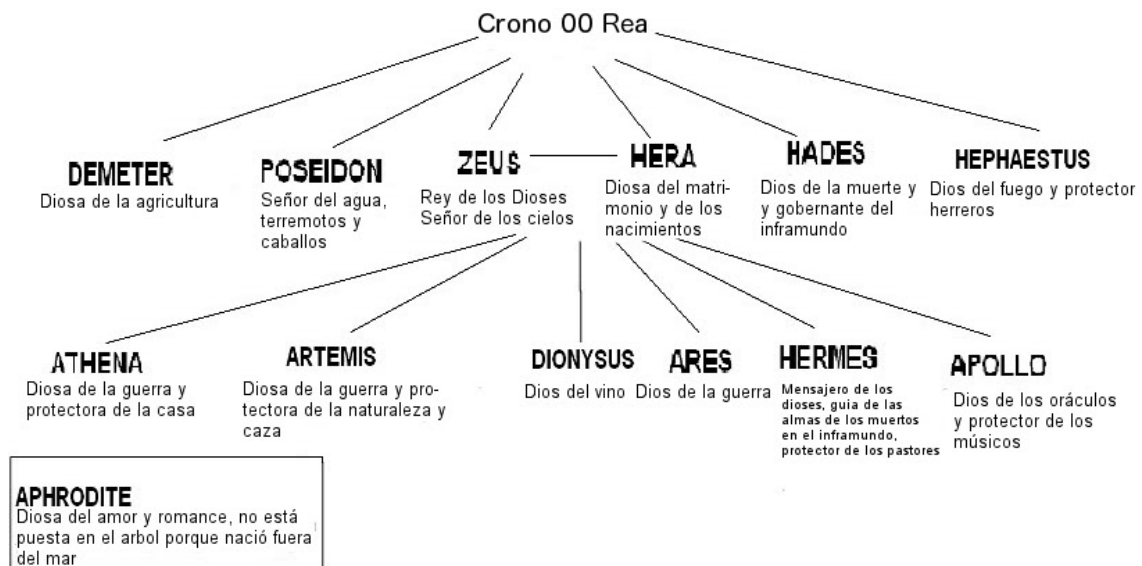 Crono 00 Rea
DEMETER
Diosa de la agricultura
POSEIDON
Señor del agua,
terremotos y
caballos
ZEUS
Rey de los Dioses
Señor de los cielos
HERA
Diosa del matri-
monio y de los
nacimientos
HADES
Dios de la muerte y
y gobernante del
inframundo
HEPHAESTUS
Dios del fuego y protector
herreros
ATHENA
Diosa de la guerra y
protectora de la casa
ARTEMIS
Diosa de la guerra y pro-
tectora de la naturaleza y
caza
DIONYSUS
Dios del vino
ARES
Dios de la guerra
HERMES
Mensajero de los
dioses, guia de las
almas de los muertos
en el inframundo,
protector de los pastores
APOLLO
Dios de los oráculos
y protector de los
músicos
APHRODITE
Diosa del amor y romance, no está
puesta en el arbol porque nació fuera
del mar